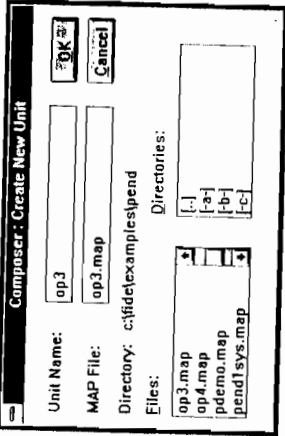 Composer : Create New Unit
Unit Name: op3
OK
MAP File: op3.map
Cancel
Directory: c:\fide\examples\pend
Files:
Directories:
op3.map
op4.map
pdemo.map
pend1sys.map
[..]
[-a-]
[-b-]
[-c-]